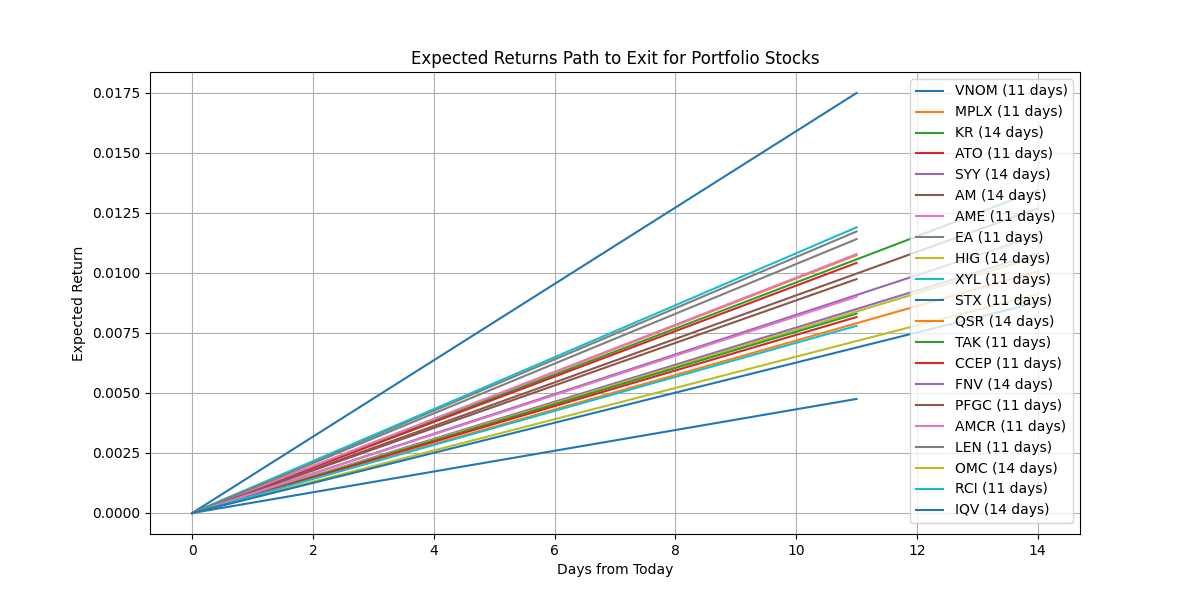 Expected Returns Path to Exit for Portfolio Stocks
Expected Return
0.0175
0.0150
0.0125
0.0100
0.0075
0.0050
0.0025
0.0000
VNOM (11 days)
MPLX (11 days)
KR (14 days)
ATO (11 days)
SYY (14 days)
AM (14 days)
AME (11 days)
EA (11 days)
HIG (14 days)
XYL (11 days)
STX (11 days)
QSR (14 days)
TAK (11 days)
CCEP (11 days)
FNV (14 days)
PFGC (11 days)
AMCR (11 days)
LEN (11 days)
OMC (14 days)
RCI (11 days)
IQV (14 days)
0 2 4 6 8 10 12 14
Days from Today